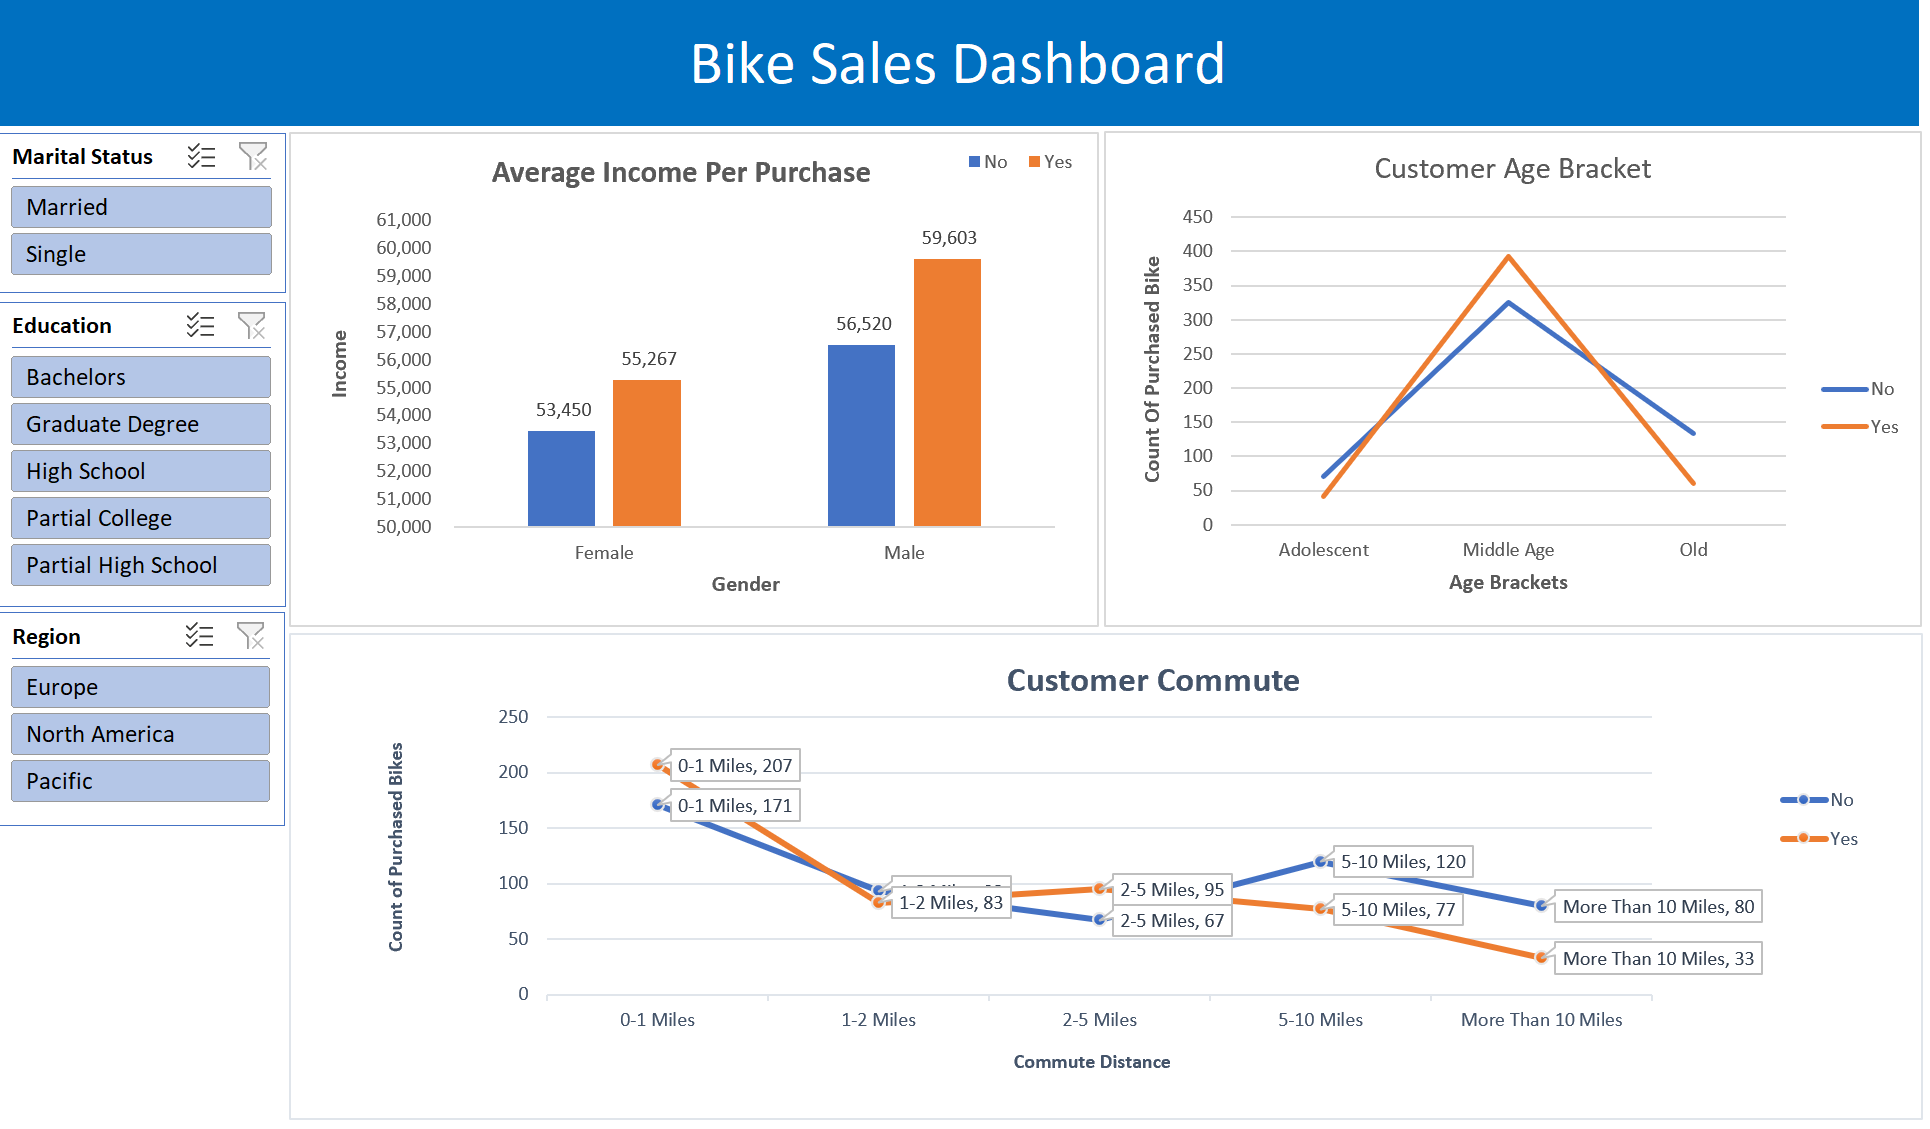 Bike Sales Dashboard
Marital Status
Married
Single
Education
Bachelors
Graduate Degree
High School
Partial College
Partial High School
Region
Europe
North America
Pacific
Average Income Per Purchase
No Yes
61,000
60,000
59,000
58,000
57,000
56,000
55,000
54,000
53,000
52,000
51,000
50,000
Income
53,450
55,267
56,520
59,603
Female Male
Gender
Customer Age Bracket
450
400
350
300
250
200
150
100
50
0
Count Of Purchased Bike
No
Yes
Adolescent Middle Age Old
Age Brackets
Customer Commute
250
200
150
100
50
0
Count of Purchased Bikes
0-1 Miles, 207
0-1 Miles, 171
1-2 Miles, 83
2-5 Miles, 95
2-5 Miles, 67
5-10 Miles, 120
5-10 Miles, 77
More Than 10 Miles, 80
More Than 10 Miles, 33
No
Yes
0-1 Miles 1-2 Miles 2-5 Miles 5-10 Miles More Than 10 Miles
Commute Distance